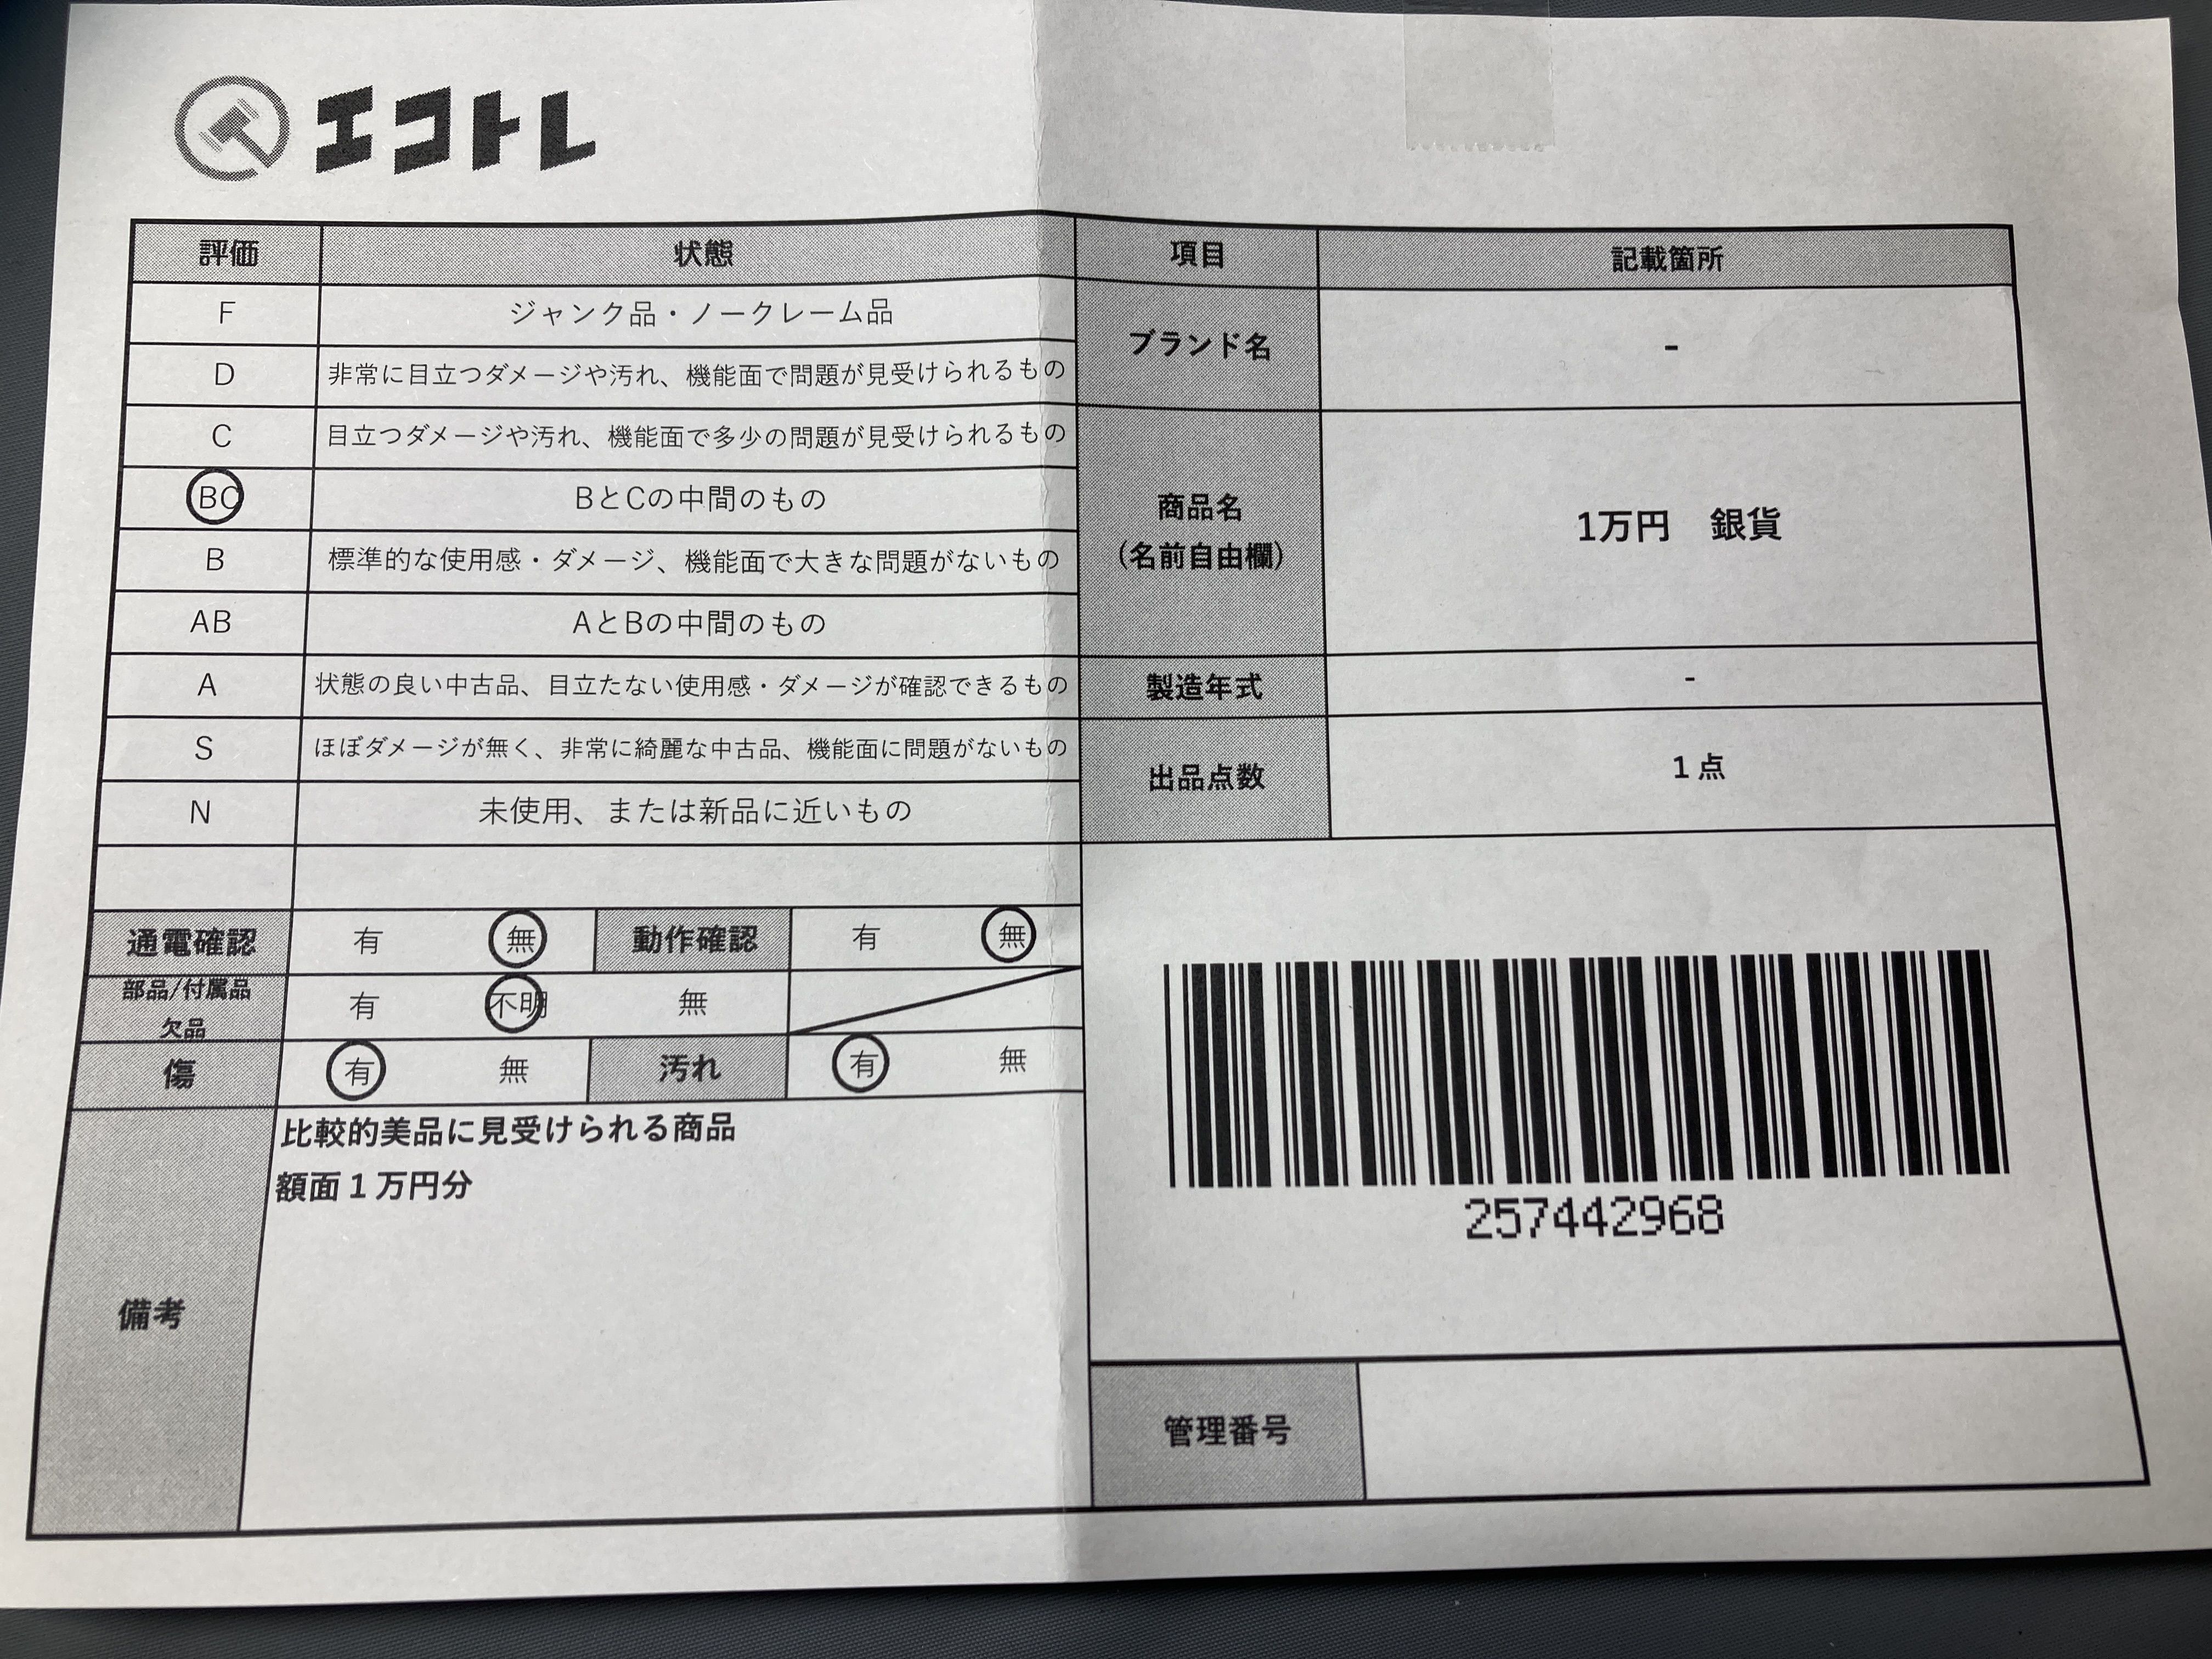 エコトレ
評価 状態 項目 記載箇所
F ジャンク品・ノークレーム品
D 非常に目立つダメージや汚れ、機能面で問題が見受けられるもの
C 目立つダメージや汚れ、機能面で多少の問題が見受けられるもの
BC BとCの中間のもの
B 標準的な使用感・ダメージ、機能面で大きな問題がないもの
AB AとBの中間のもの
A 状態の良い中古品、目立たない使用感・ダメージが確認できるもの
S ほぼダメージが無く、非常に綺麗な中古品、機能面に問題がないもの
N 未使用、または新品に近いもの
通電確認 有 無 動作確認 有 無
部品/付属品
欠品 有 不明 無
傷 有 無 汚れ 有 無
備考
比較的美品に見受けられる商品
額面1万円分
ブランド名 -
商品名
(名前自由欄)
1万円 銀貨
製造年式 -
出品点数 1点
257442968
管理番号